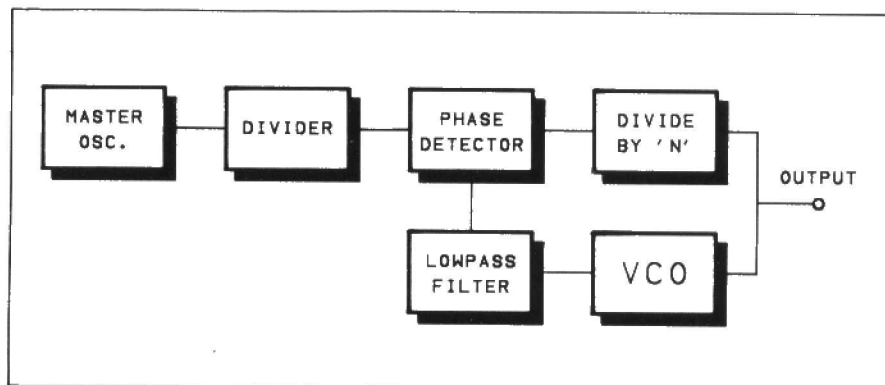 MASTER
OSC.
DIVIDER
PHASE
DETECTOR
DIVIDE
BY 'N'
OUTPUT
LOWPASS
FILTER
VCO